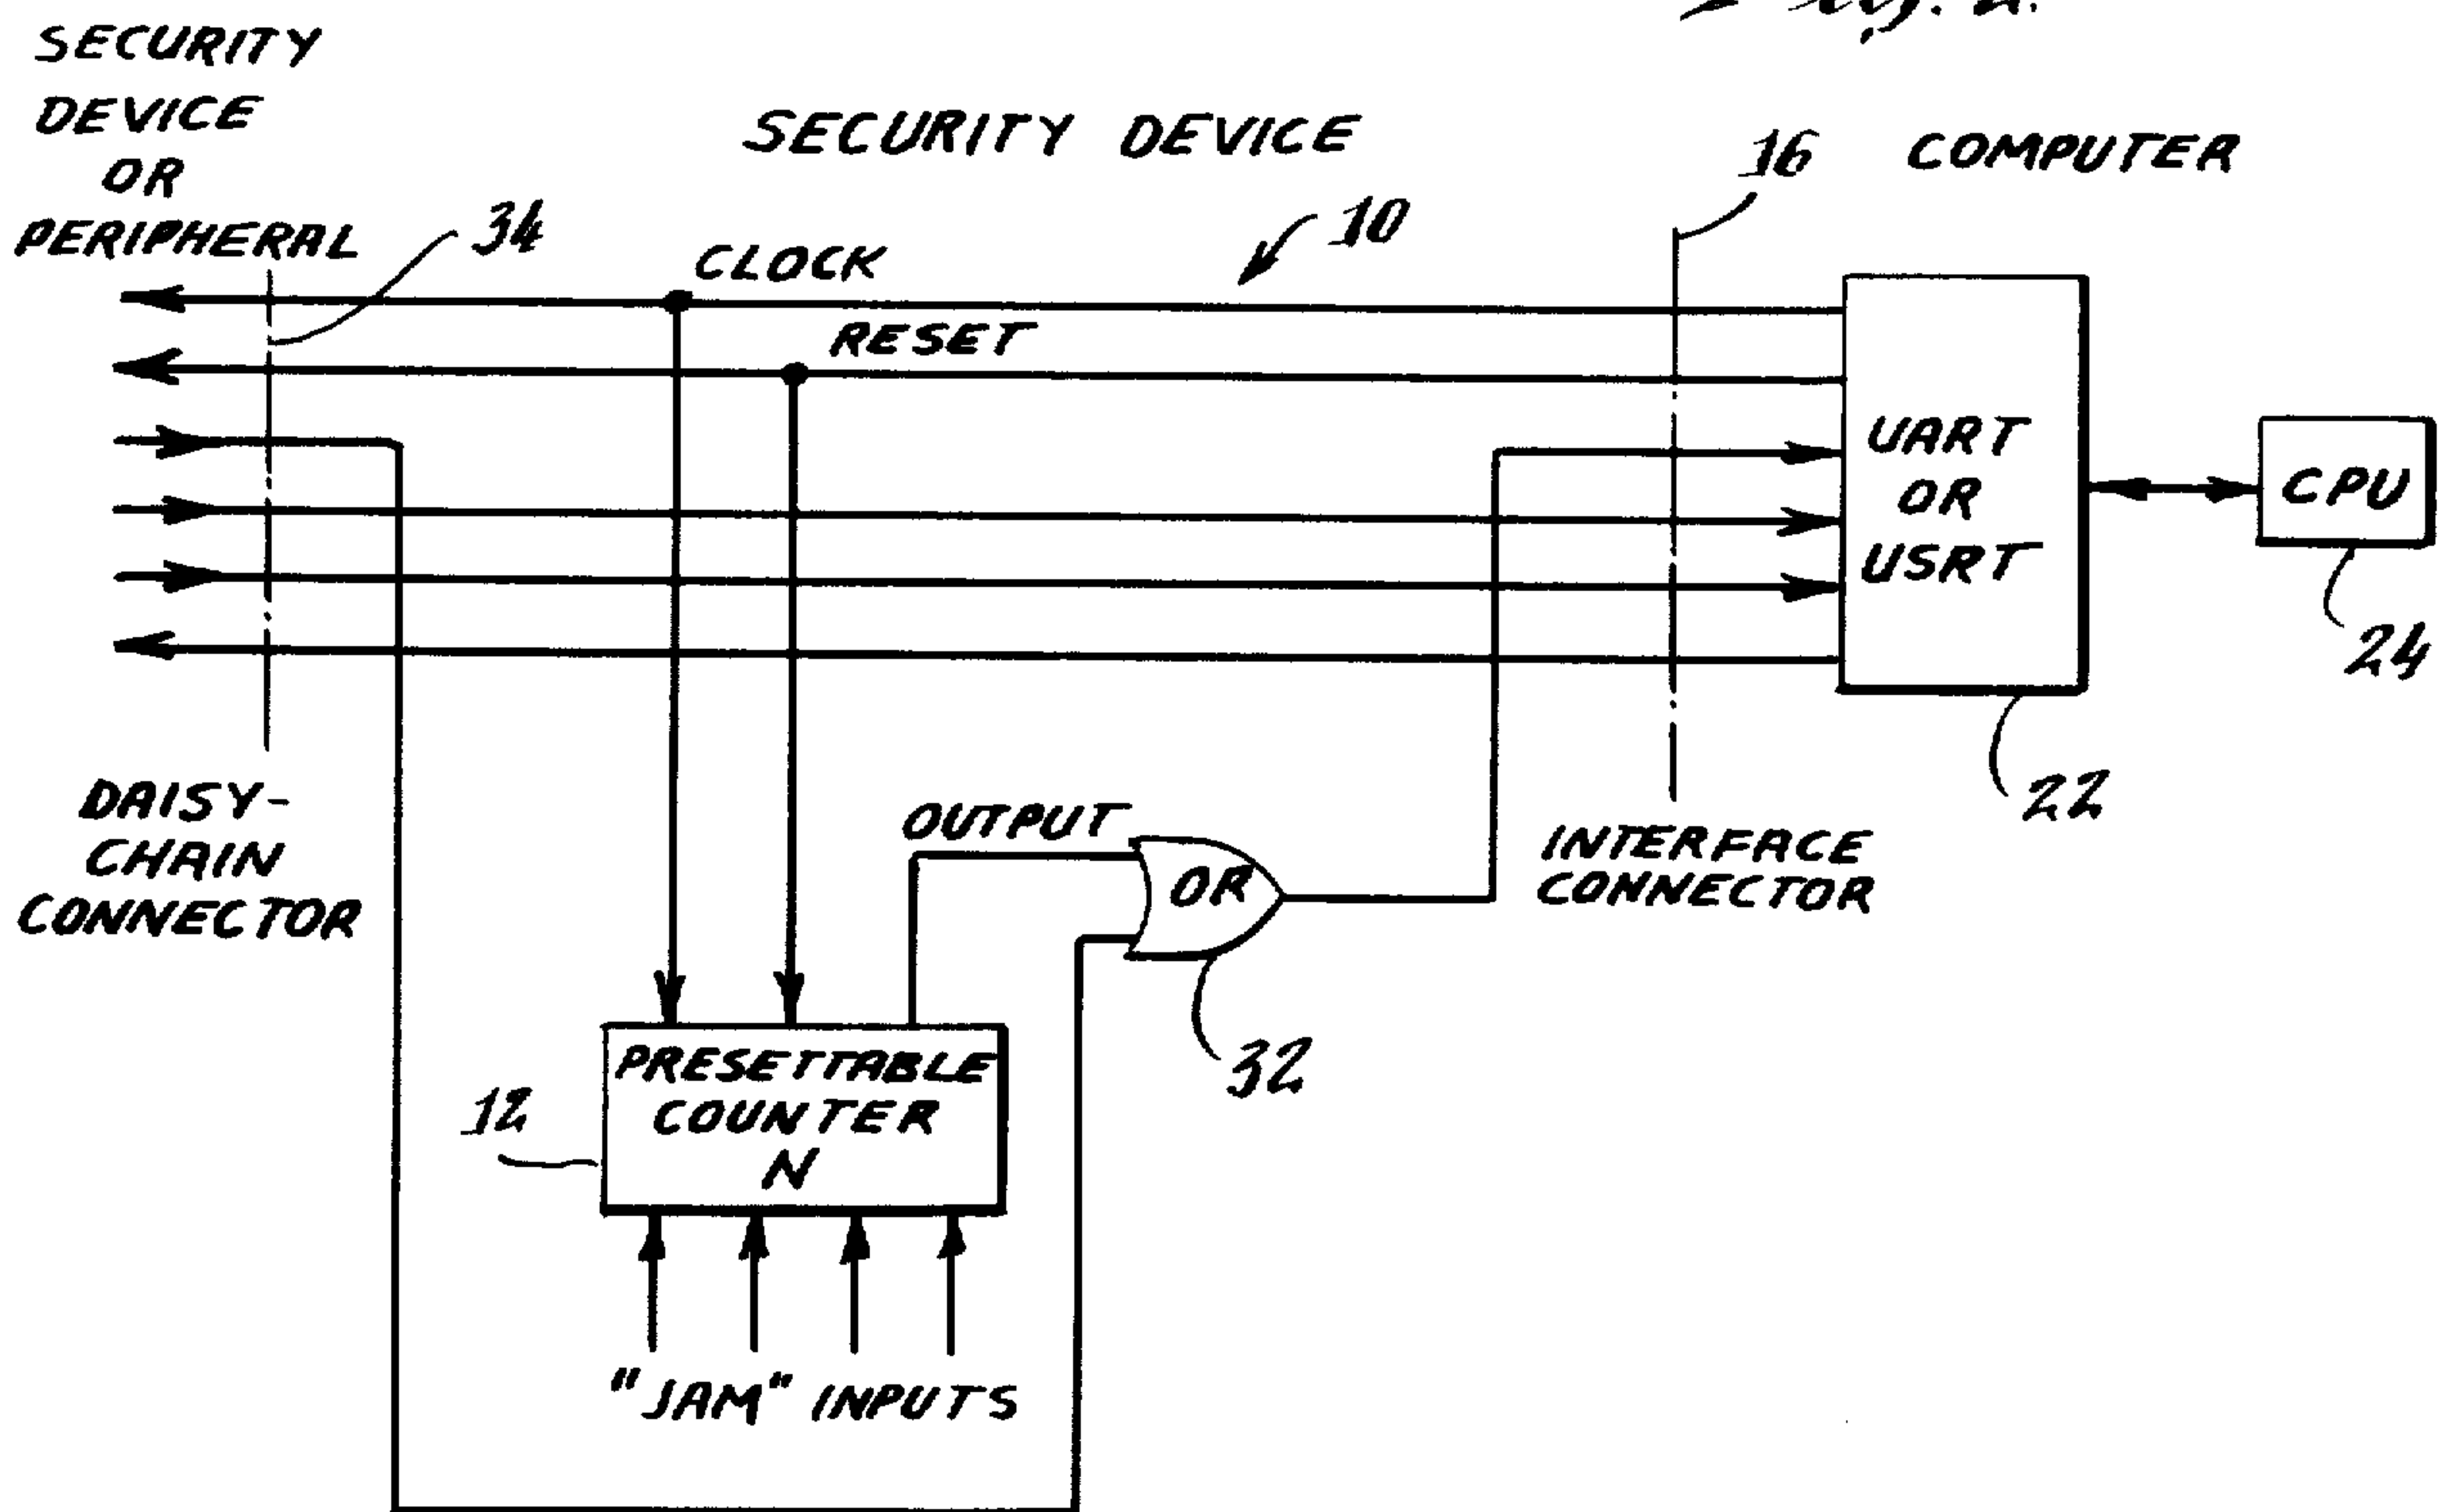 SECURITY
DEVICE
OR
PERIPHERAL
34
SECURITY DEVICE
10
16
COMPUTER
CLOCK
RESET
UART
OR
USRT
CPU
24
22
DAISY-
CHAIN
CONNECTOR
OUTPUT
OR
32
INTERFACE
CONNECTOR
12
PRESETTABLE
COUNTER
N
"JAM" INPUTS